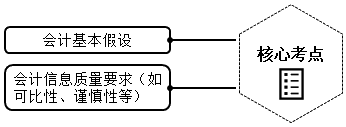 会计基本假设
会计信息质量要求（如
可比性、谨慎性等）
核心考点